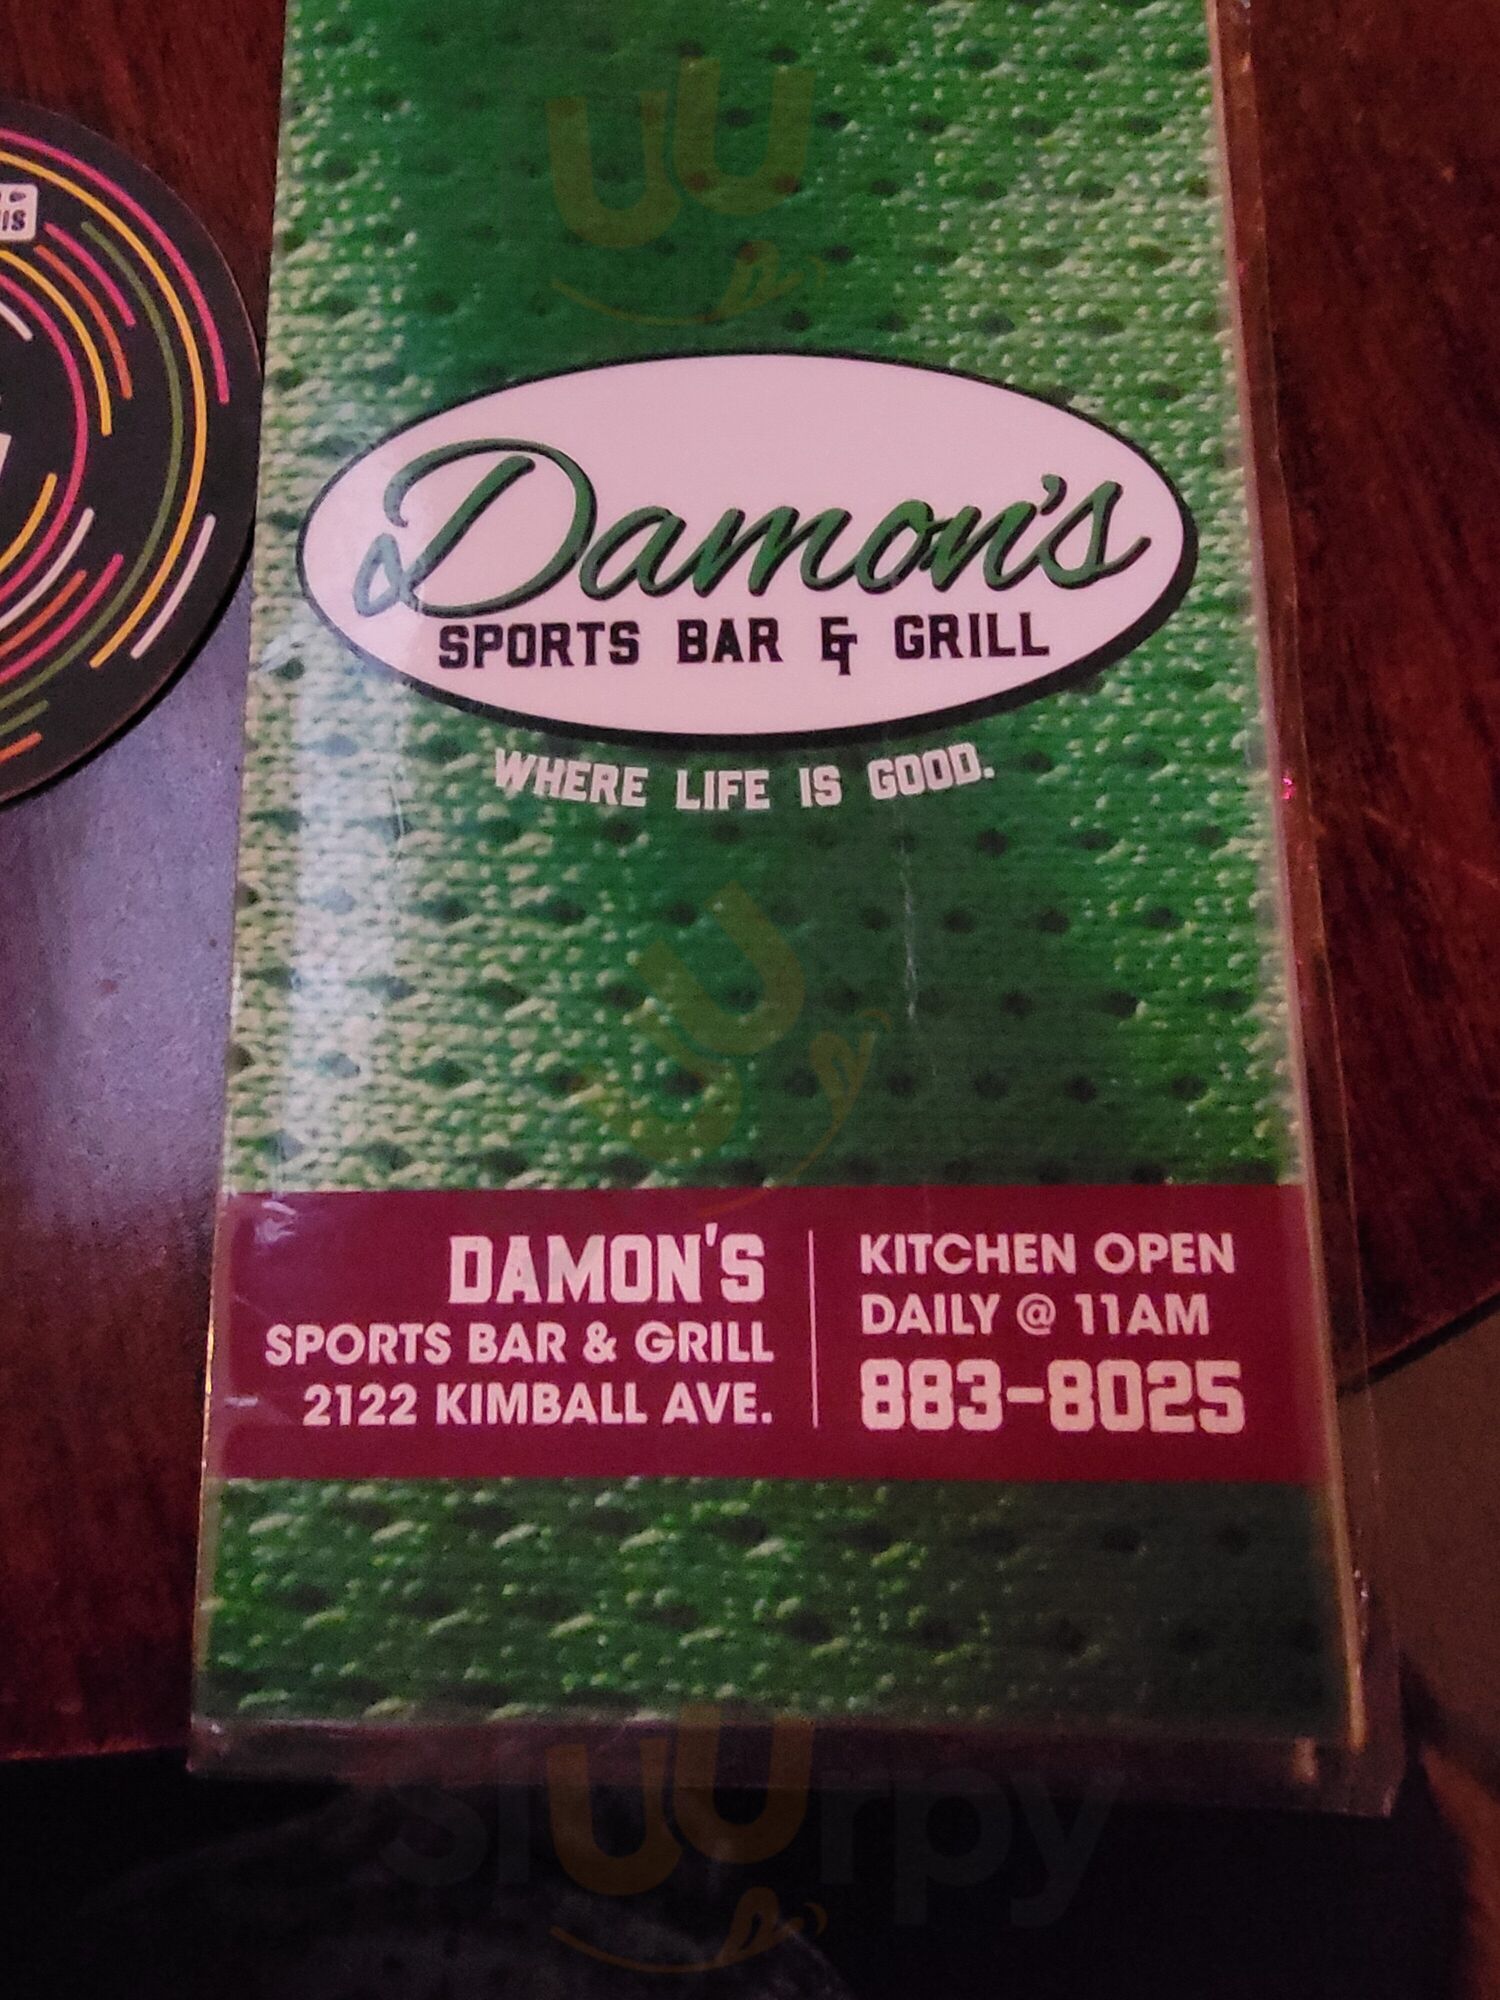 Damon's
SPORTS BAR & GRILL
WHERE LIFE IS GOOD.
DAMON'S
SPORTS BAR & GRILL
2122 KIMBALL AVE.
KITCHEN OPEN
DAILY @ 11AM
883-8025
sluurpy